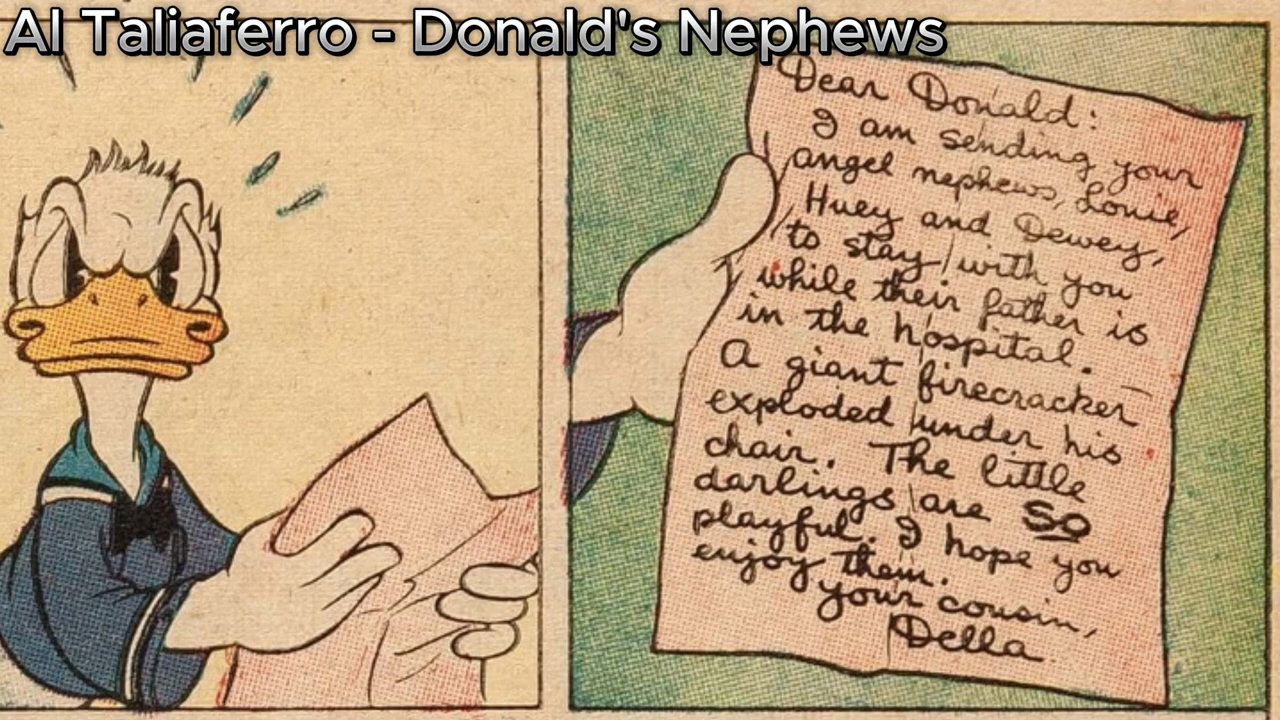 Al Taliaferro - Donald's Nephews
Dear Donald:
I am sending your
angel nephews, Louie,
Huey and Dewey,
to stay with you
while their father is
in the hospital.
A giant firecracker
exploded under his
chair. The little
darlings are SO
playful. I hope you
enjoy them.
your cousin,
Della.